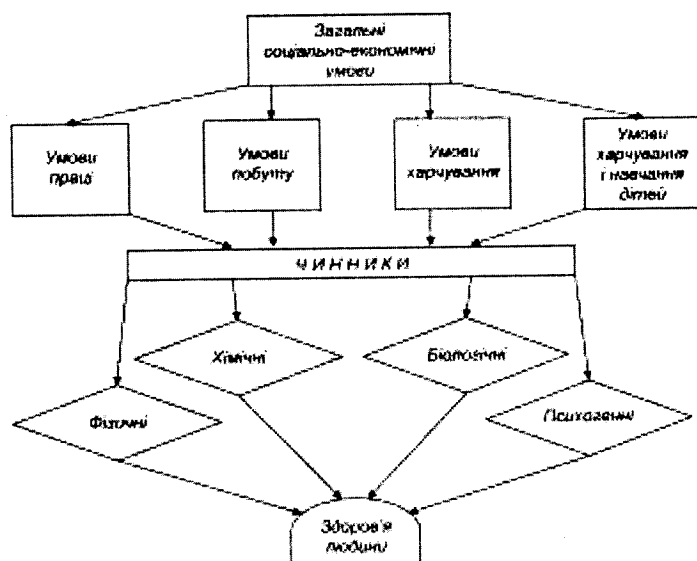 Загальні
соціально-економічні
умови
Умови
праці
Умови
побуту
Умови
харчування
Умови
харчування
і навчання
дітей
ЧИННИКИ
Хімічні
Біологічні
Фізичні
Психогенні
Здоров'я
людини